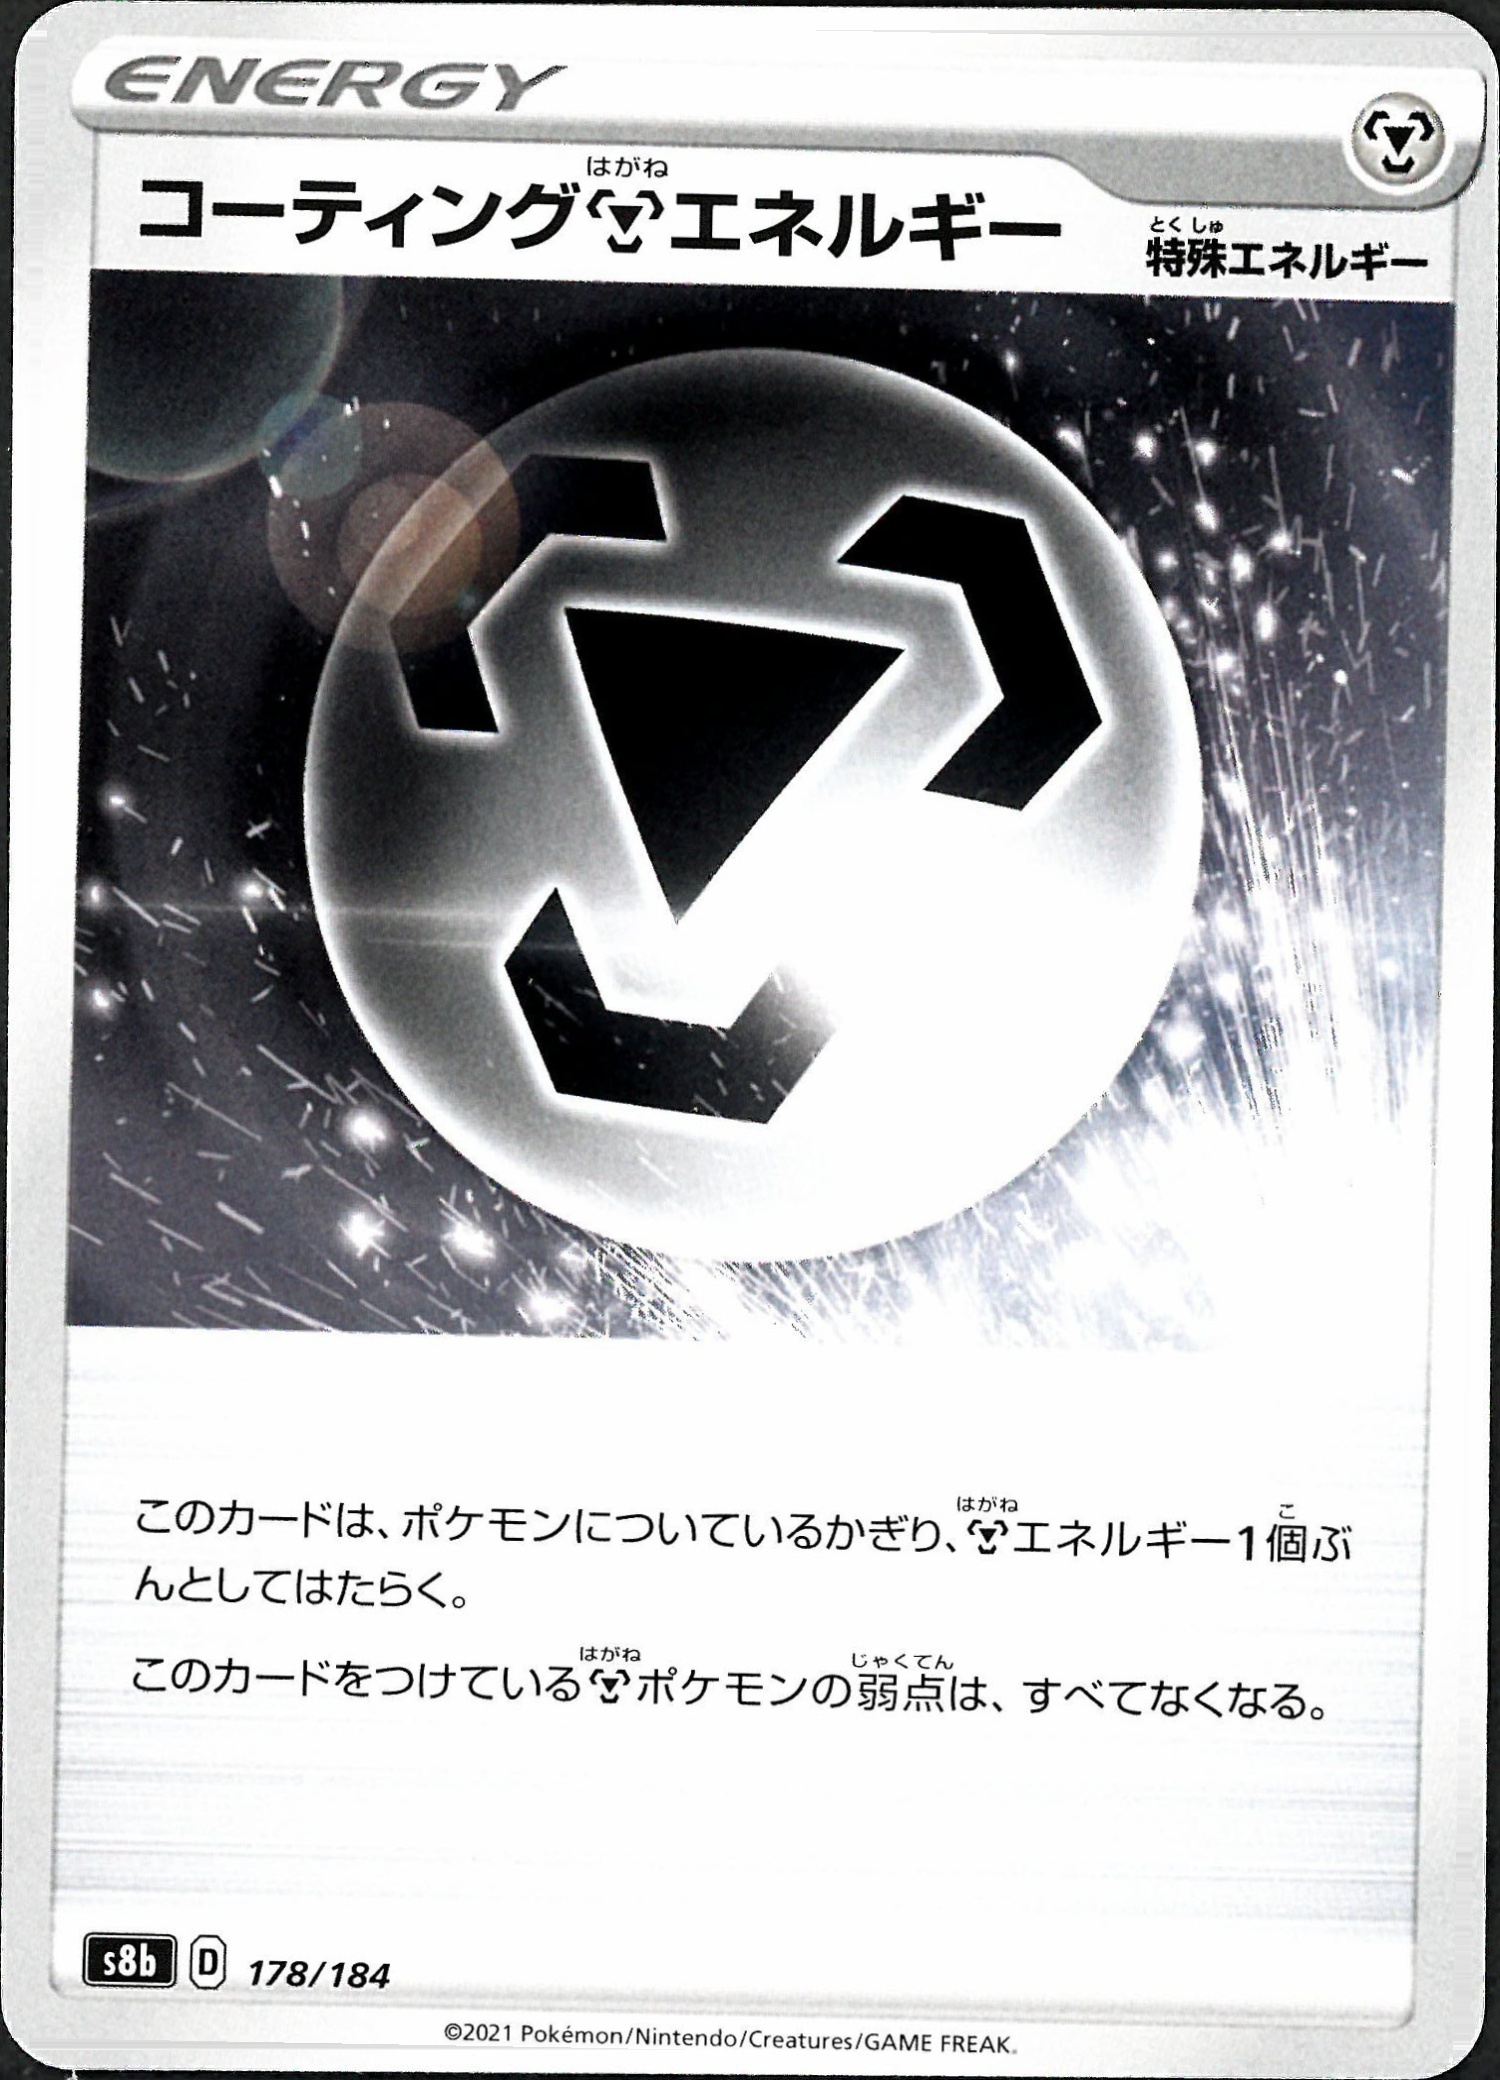 ENERGY
はがね
コーティングエネルギー
とくしゅ
特殊エネルギー
はがね こ
このカードは、ポケモンについているかぎり、エネルギー1個ぶ
んとしてはたらく。
はがね じゃくてん
このカードをつけているポケモンの弱点は、すべてなくなる。
s8b D 178/184
©2021 Pokémon/Nintendo/Creatures/GAME FREAK.